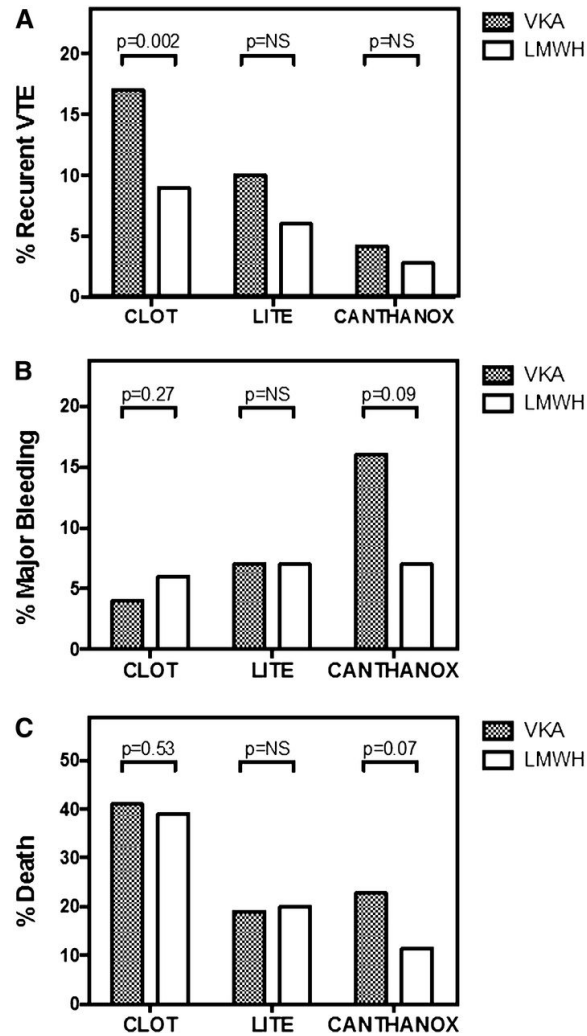 A
VKA
LMWH
p=0.002 p=NS p=NS
20
15
10
5
0
% Recurent VTE
CLOT LITE CANTHANOX
B
VKA
LMWH
p=0.27 p=NS p=0.09
20
15
10
5
0
% Major Bleeding
CLOT LITE CANTHANOX
C
VKA
LMWH
p=0.53 p=NS p=0.07
50
40
30
20
10
0
% Death
CLOT LITE CANTHANOX